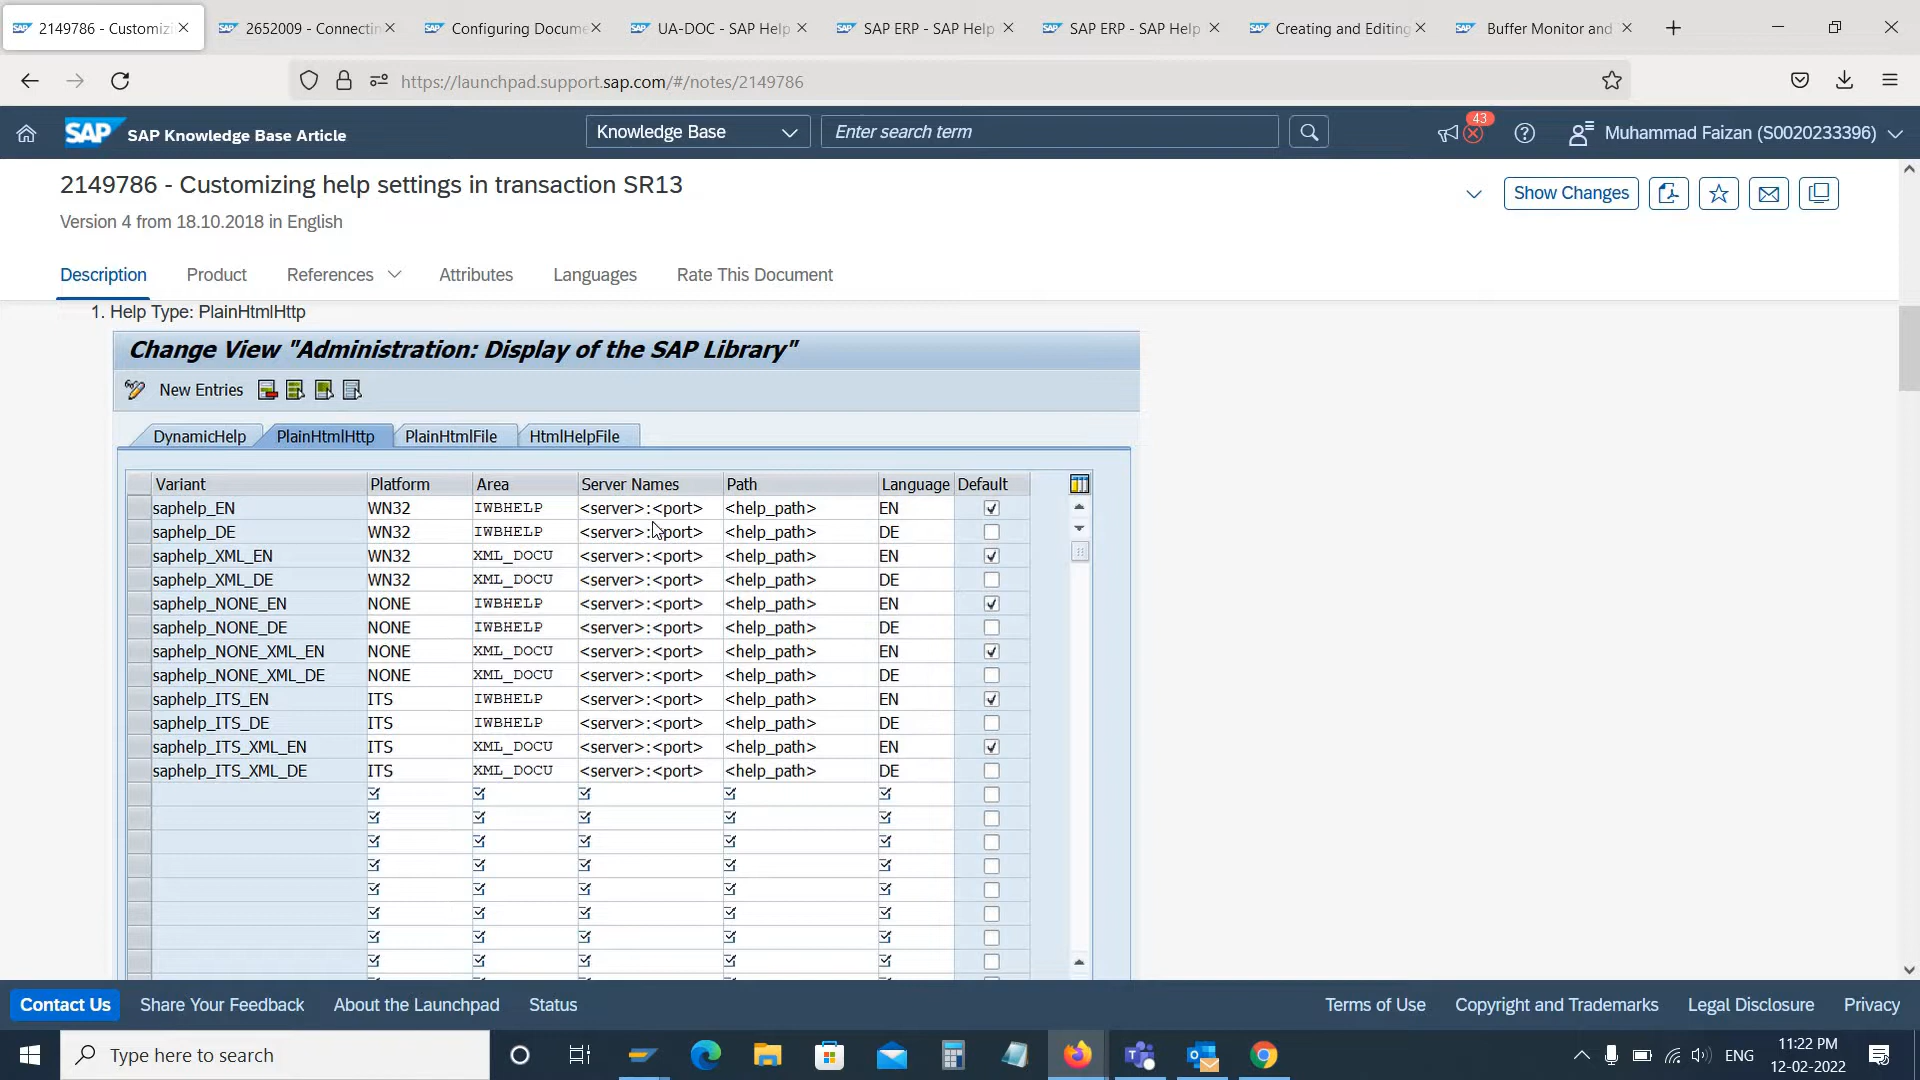 2149786 - Customizi
2652009 - Connectin
Configuring Docume
UA-DOC - SAP Help
SAP ERP - SAP Help
SAP ERP - SAP Help
Creating and Editing
Buffer Monitor and
https://launchpad.support.sap.com/#/notes/2149786
SAP SAP Knowledge Base Article
Knowledge Base
Enter search term
43
Muhammad Faizan (S0020233396)
2149786 - Customizing help settings in transaction SR13
Show Changes
Version 4 from 18.10.2018 in English
Description Product References Attributes Languages Rate This Document
1. Help Type: PlainHtmlHttp
Change View "Administration: Display of the SAP Library"
New Entries
DynamicHelp PlainHtmlHttp PlainHtmlFile HtmlHelpFile
Variant Platform Area Server Names Path Language Default
saphelp_EN WN32 IWBHELP <server>:<port> <help_path> EN
saphelp_DE WN32 IWBHELP <server>:<port> <help_path> DE
saphelp_XML_EN WN32 XML_DOCU <server>:<port> <help_path> EN
saphelp_XML_DE WN32 XML_DOCU <server>:<port> <help_path> DE
saphelp_NONE_EN NONE IWBHELP <server>:<port> <help_path> EN
saphelp_NONE_DE NONE IWBHELP <server>:<port> <help_path> DE
saphelp_NONE_XML_EN NONE XML_DOCU <server>:<port> <help_path> EN
saphelp_NONE_XML_DE NONE XML_DOCU <server>:<port> <help_path> DE
saphelp_ITS_EN ITS IWBHELP <server>:<port> <help_path> EN
saphelp_ITS_DE ITS IWBHELP <server>:<port> <help_path> DE
saphelp_ITS_XML_EN ITS XML_DOCU <server>:<port> <help_path> EN
saphelp_ITS_XML_DE ITS XML_DOCU <server>:<port> <help_path> DE
Contact Us Share Your Feedback About the Launchpad Status Terms of Use Copyright and Trademarks Legal Disclosure Privacy
Type here to search
ENG
11:22 PM
12-02-2022